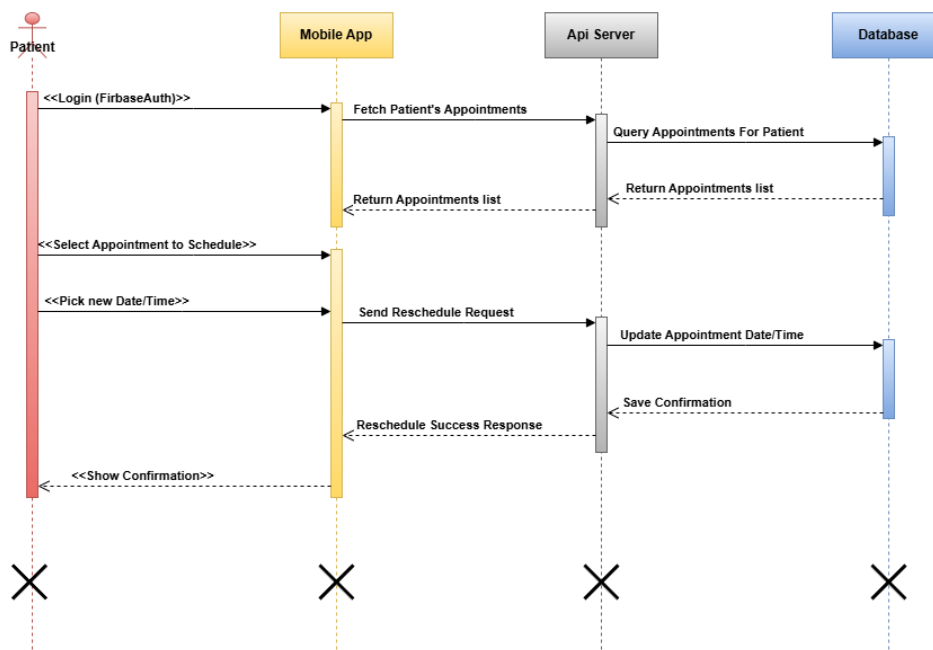 Patient
Mobile App
Api Server
Database
<<Login (FirbaseAuth)>>
Fetch Patient's Appointments
Query Appointments For Patient
Return Appointments list
Return Appointments list
<<Select Appointment to Schedule>>
<<Pick new Date/Time>>
Send Reschedule Request
Update Appointment Date/Time
Save Confirmation
Reschedule Success Response
<<Show Confirmation>>